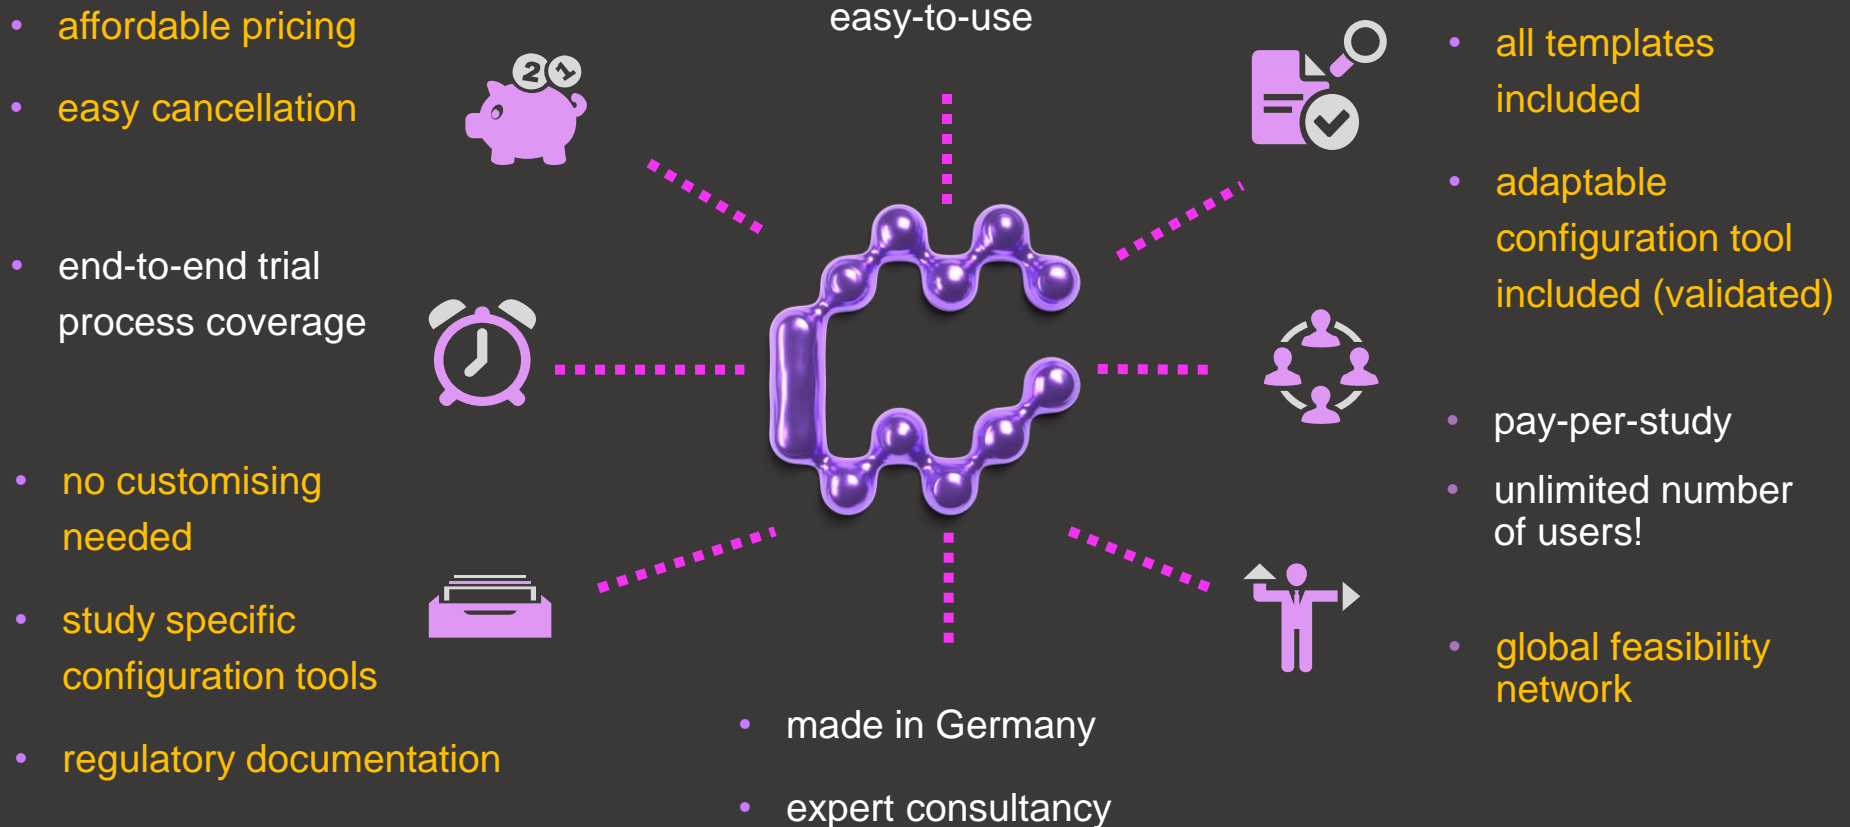 affordable pricing
easy cancellation
end-to-end trial
process coverage
no customising
needed
study specific
configuration tools
regulatory documentation
easy-to-use
2 1
made in Germany
expert consultancy
all templates
included
adaptable
configuration tool
included (validated)
pay-per-study
unlimited number
of users!
global feasibility
network